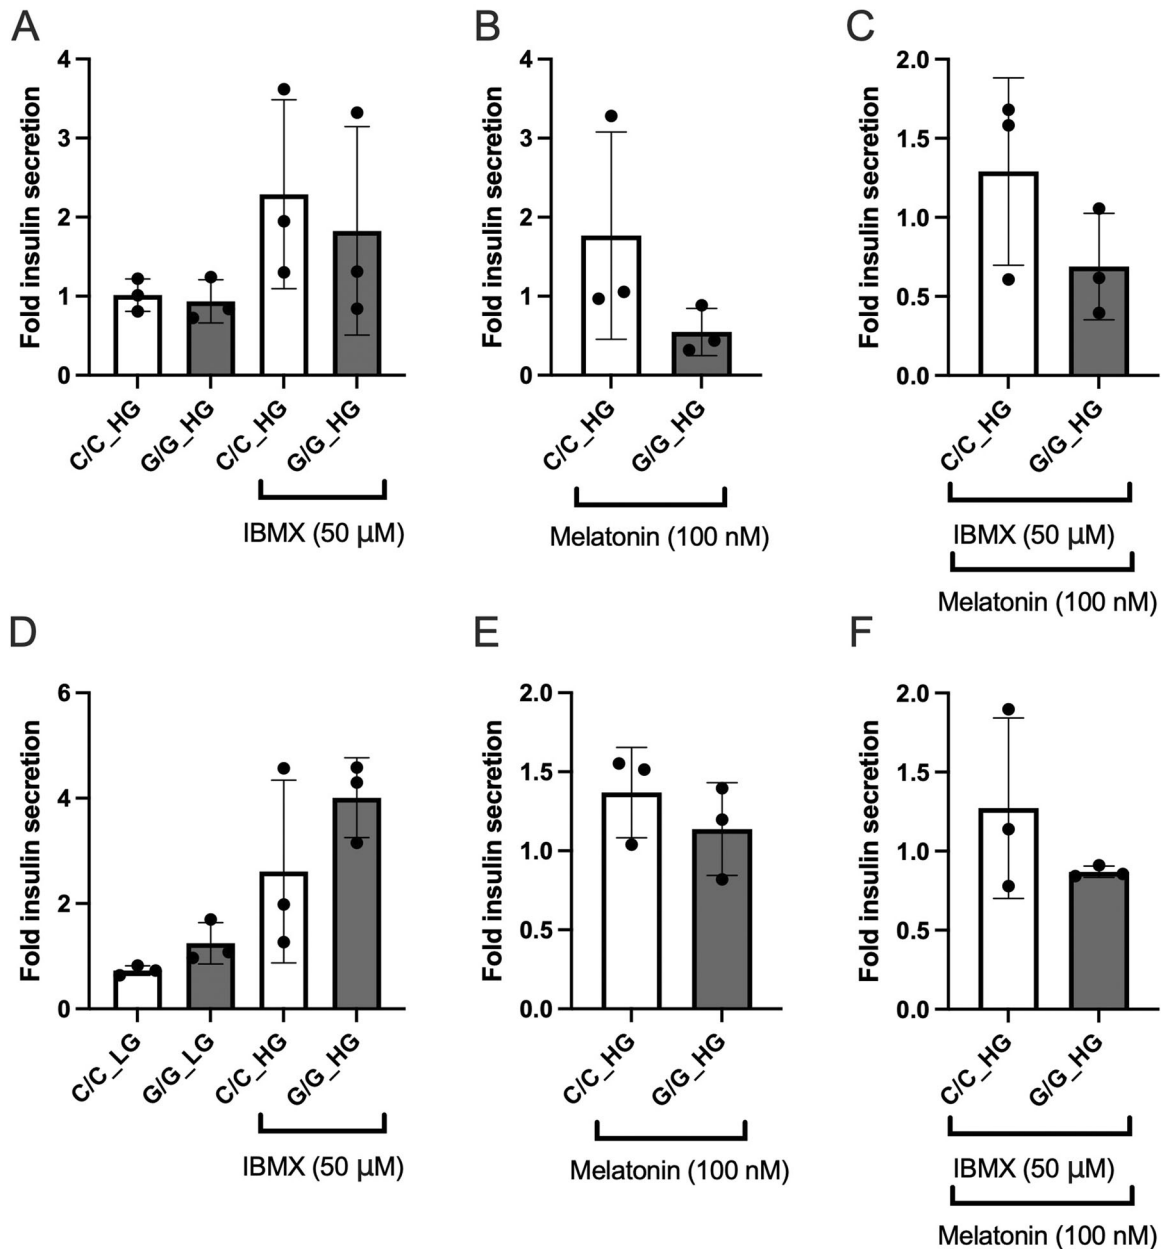 A
Fold insulin secretion
4
3
2
1
0
C/C_HG
G/G_HG
C/C_HG
G/G_HG
IBMX (50 μM)
B
Fold insulin secretion
4
3
2
1
0
C/C_HG
G/G_HG
Melatonin (100 nM)
C
Fold insulin secretion
2.0
1.5
1.0
0.5
0.0
C/C_HG
G/G_HG
IBMX (50 μM)
Melatonin (100 nM)
D
Fold insulin secretion
6
4
2
0
C/C_LG
G/G_LG
C/C_HG
G/G_HG
IBMX (50 μM)
E
Fold insulin secretion
2.0
1.5
1.0
0.5
0.0
C/C_HG
G/G_HG
Melatonin (100 nM)
F
Fold insulin secretion
2.0
1.5
1.0
0.5
0.0
C/C_HG
G/G_HG
IBMX (50 μM)
Melatonin (100 nM)